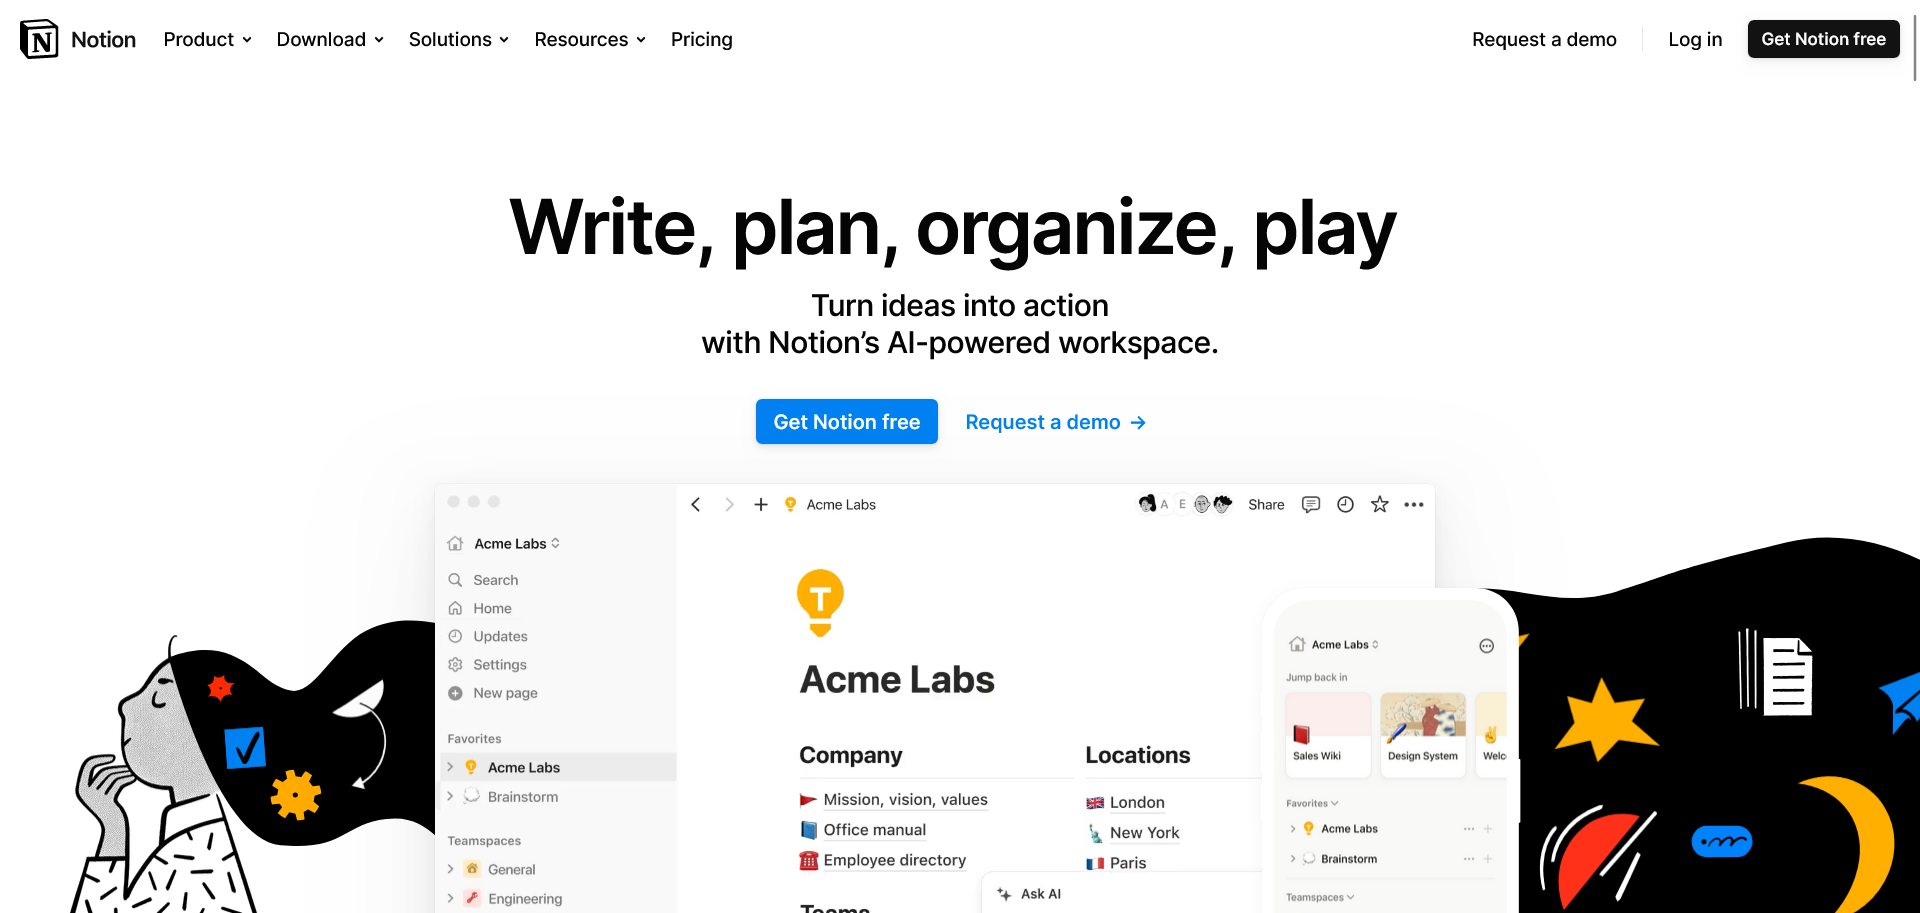 Notion
Product
Download
Solutions
Resources
Pricing
Request a demo
Log in
Get Notion free
Write, plan, organize, play
Turn ideas into action
with Notion’s AI-powered workspace.
Get Notion free
Request a demo →
Acme Labs
A
E
Share
Acme Labs
Search
Home
Updates
Settings
New page
Favorites
Acme Labs
Brainstorm
Teamspaces
General
Engineering
T
Acme Labs
Company
Mission, vision, values
Office manual
Employee directory
Teams
Locations
London
New York
Paris
Ask AI
Acme Labs
Jump back in
Sales Wiki
Design System
Welc
Favorites
Acme Labs
Brainstorm
Teamspaces